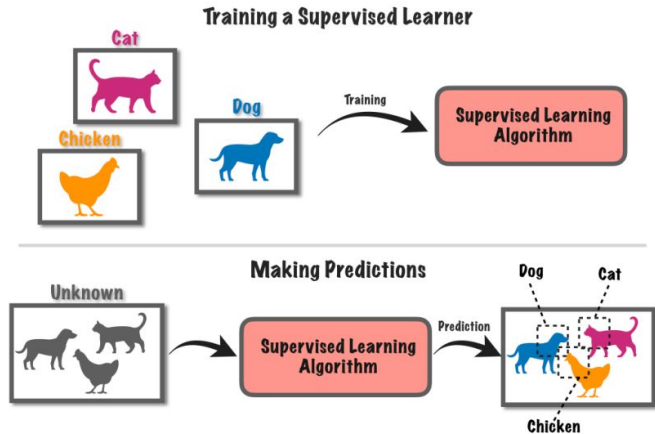 Training a Supervised Learner
Cat
Dog
Chicken
Training
Supervised Learning
Algorithm
Making Predictions
Unknown
Supervised Learning
Algorithm
Prediction
Dog
Cat
Chicken